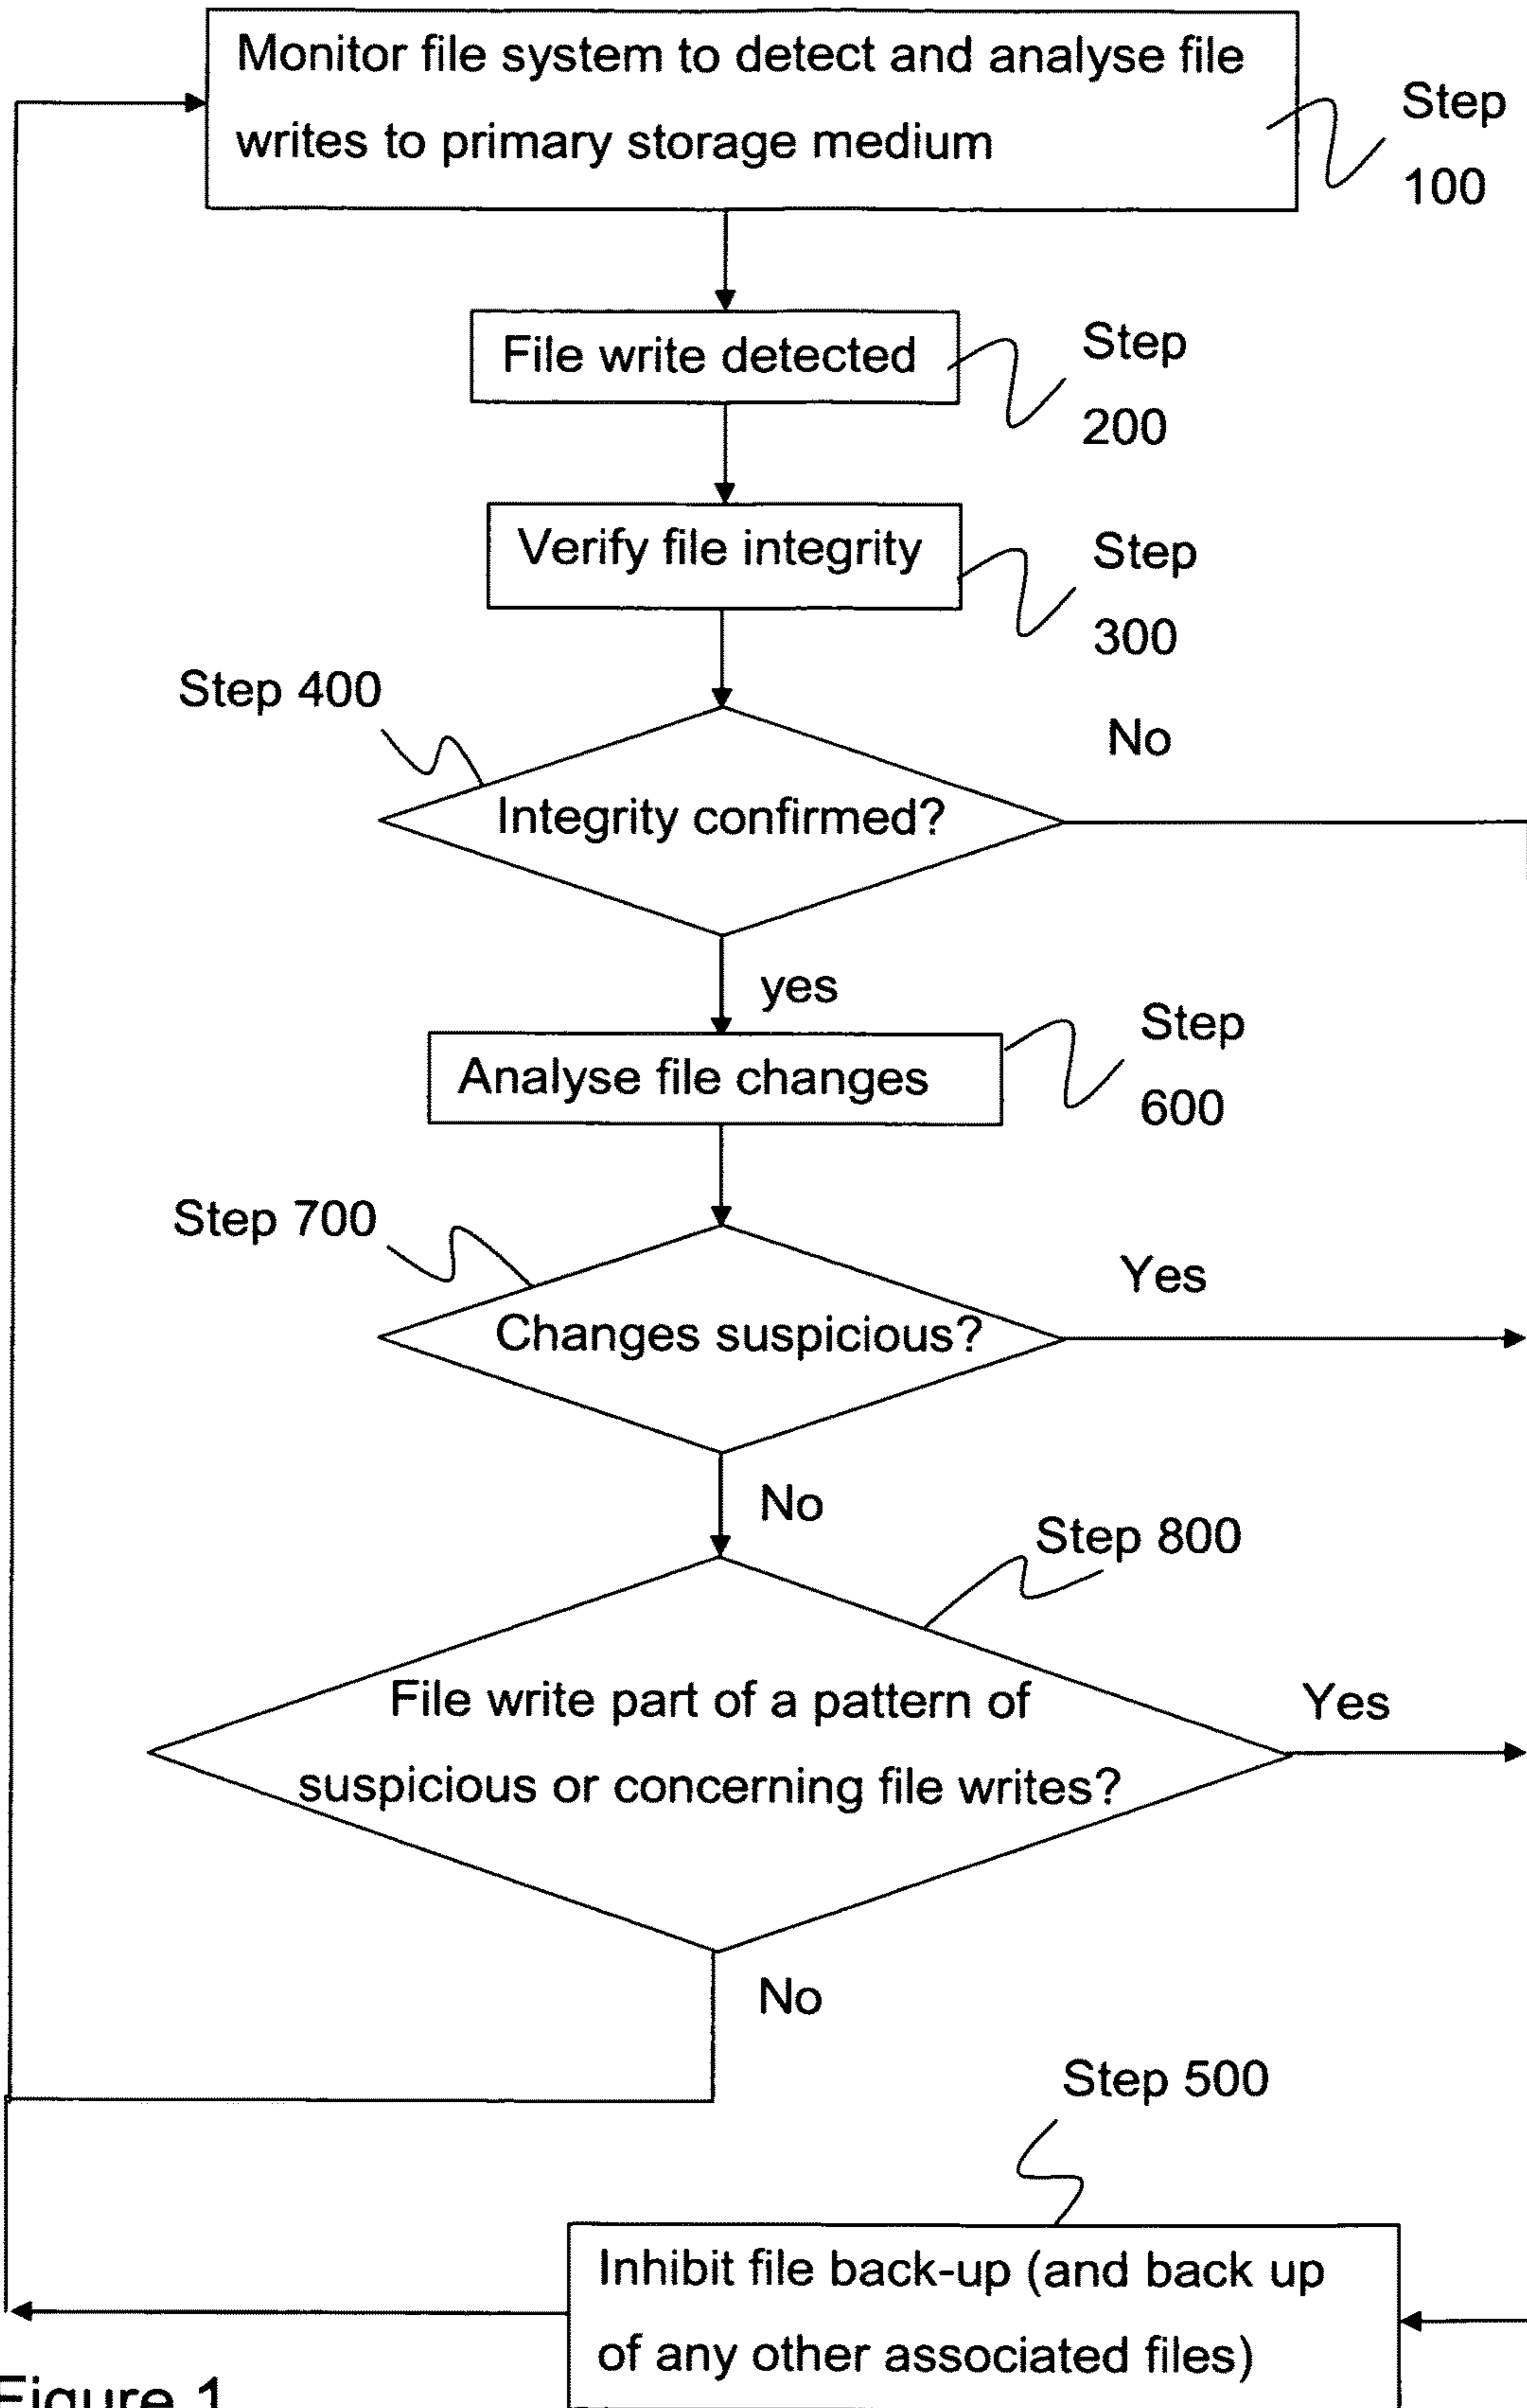 Monitor file system to detect and analyse file
writes to primary storage medium
Step
100
File write detected
Step
200
Verify file integrity
Step
300
Step 400
No
Integrity confirmed?
yes
Analyse file changes
Step
600
Step 700
Yes
Changes suspicious?
No
Step 800
File write part of a pattern of
suspicious or concerning file writes?
Yes
No
Step 500
Inhibit file back-up (and back up
of any other associated files)
Figure 1